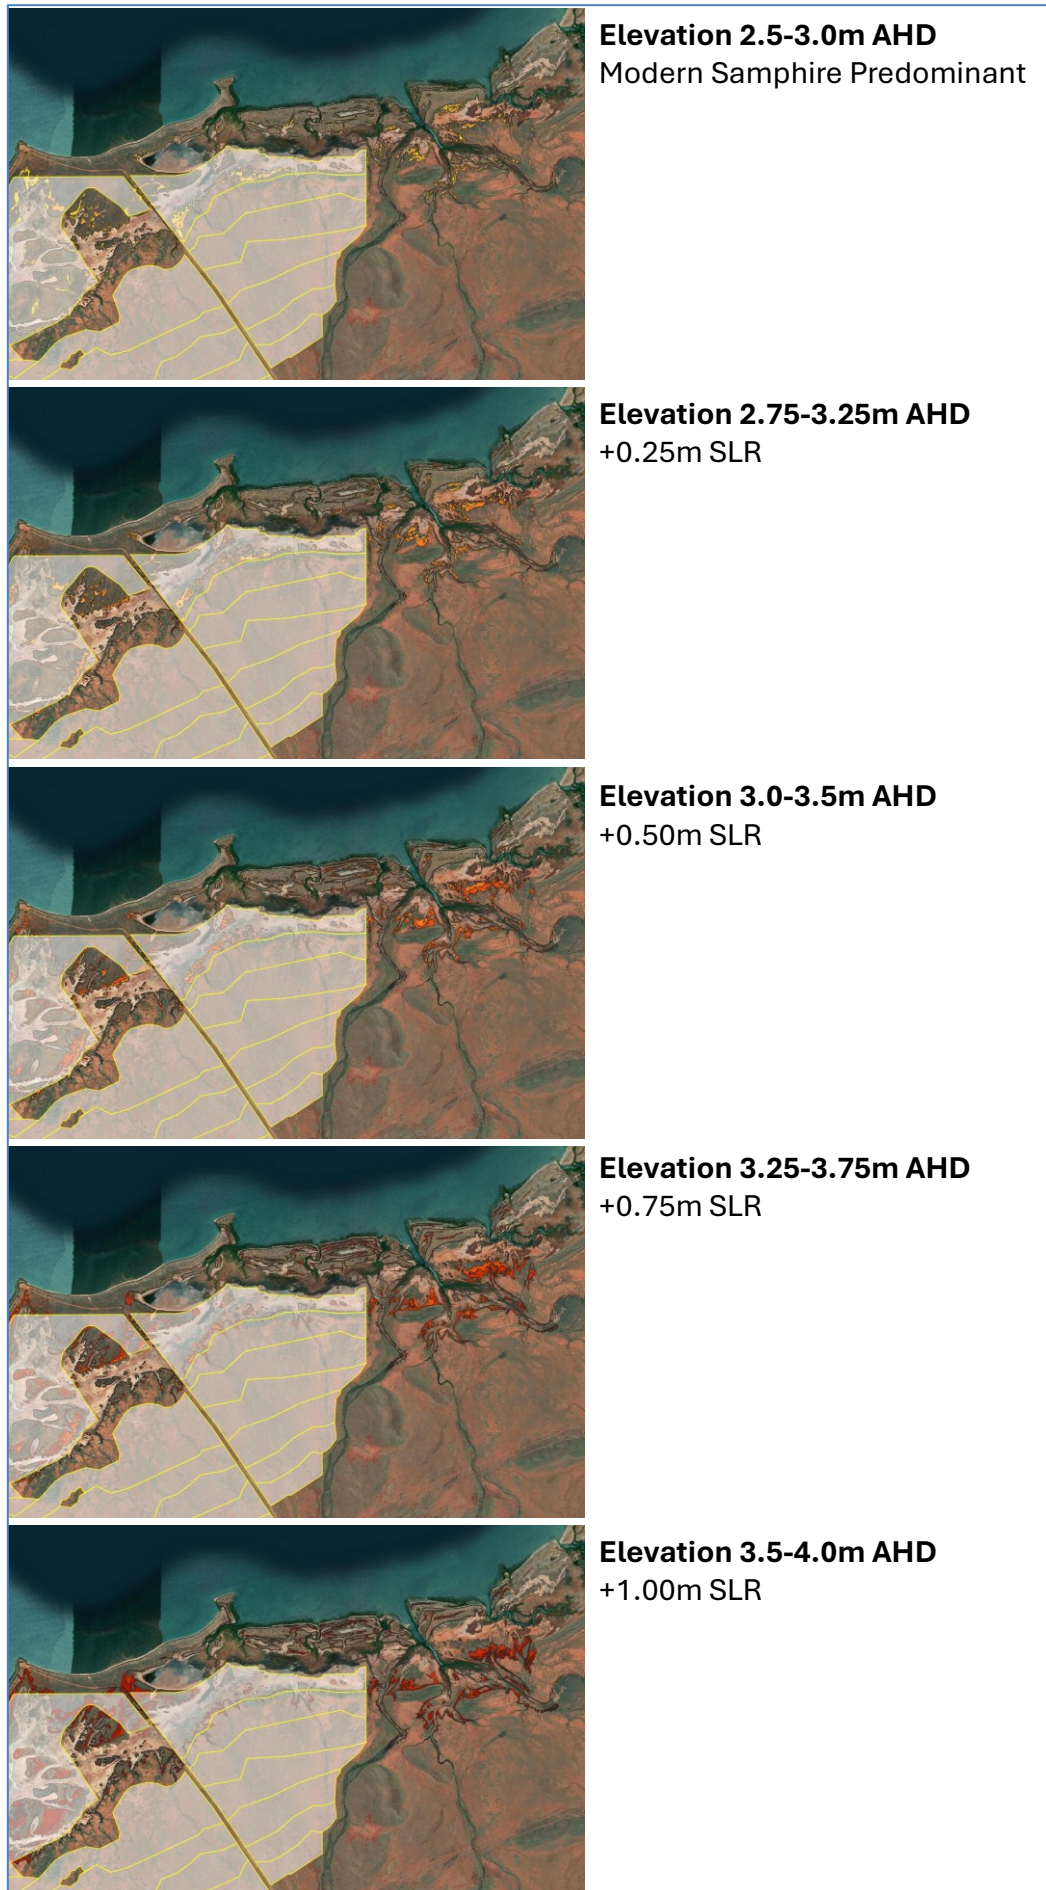 Elevation 2.5-3.0m AHD
Modern Samphire Predominant
Elevation 2.75-3.25m AHD
+0.25m SLR
Elevation 3.0-3.5m AHD
+0.50m SLR
Elevation 3.25-3.75m AHD
+0.75m SLR
Elevation 3.5-4.0m AHD
+1.00m SLR